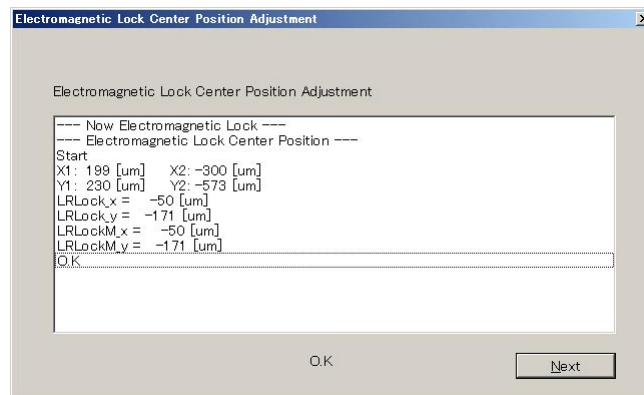 Electromagnetic Lock Center Position Adjustment
Electromagnetic Lock Center Position Adjustment
--- Now Electromagnetic Lock ---
--- Electromagnetic Lock Center Position ---
Start
X1: 199 [um] X2: -300 [um]
Y1: 230 [um] Y2: -573 [um]
LRLock_x = -50 [um]
LRLock_y = -171 [um]
LRLockM_x = -50 [um]
LRLockM_y = -171 [um]
O.K
O.K
Next